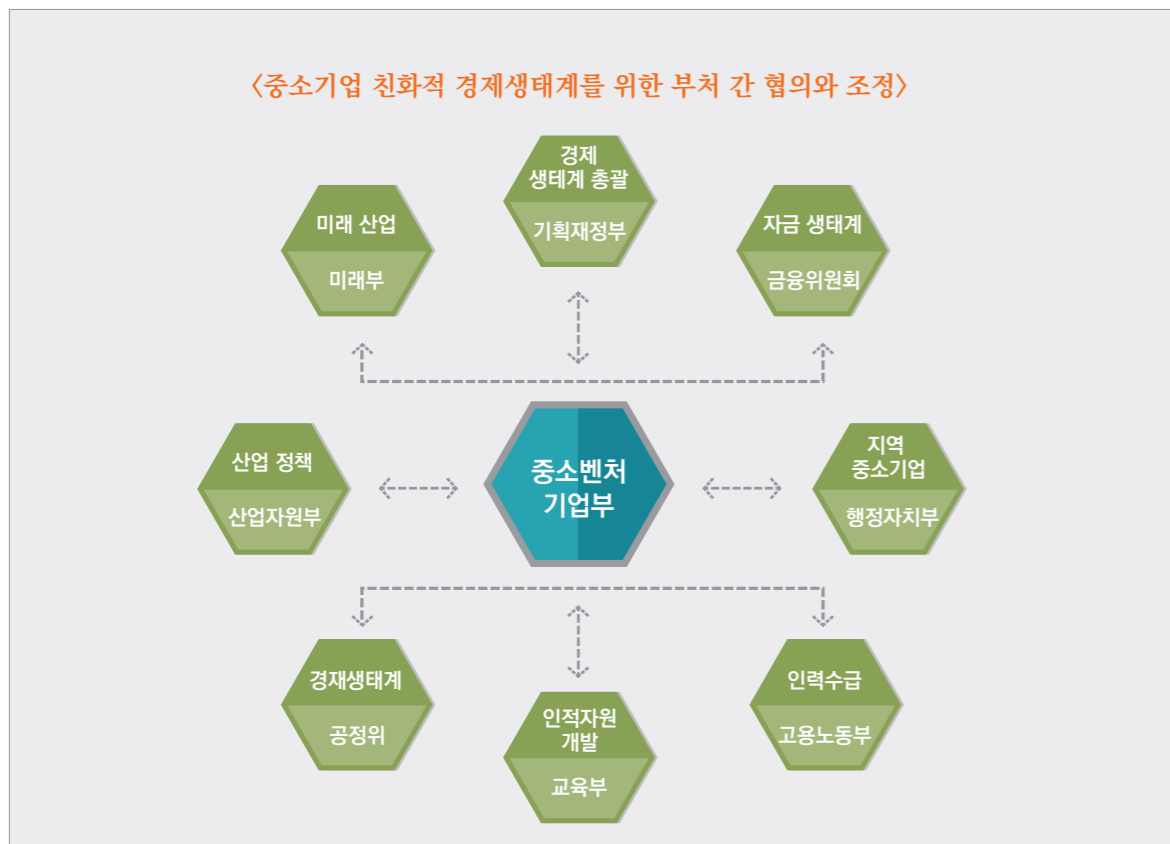 〈중소기업 친화적 경제생태계를 위한 부처 간 협의와 조정〉
경제
생테계 총괄
기획재정부
미래 산업
미래부
자금 생태계
금융위원회
산업 정책
산업자원부
중소벤처
기업부
지역
중소기업
행정자치부
경재생태계
공정위
인적자원
개발
교육부
인력수급
고용노동부